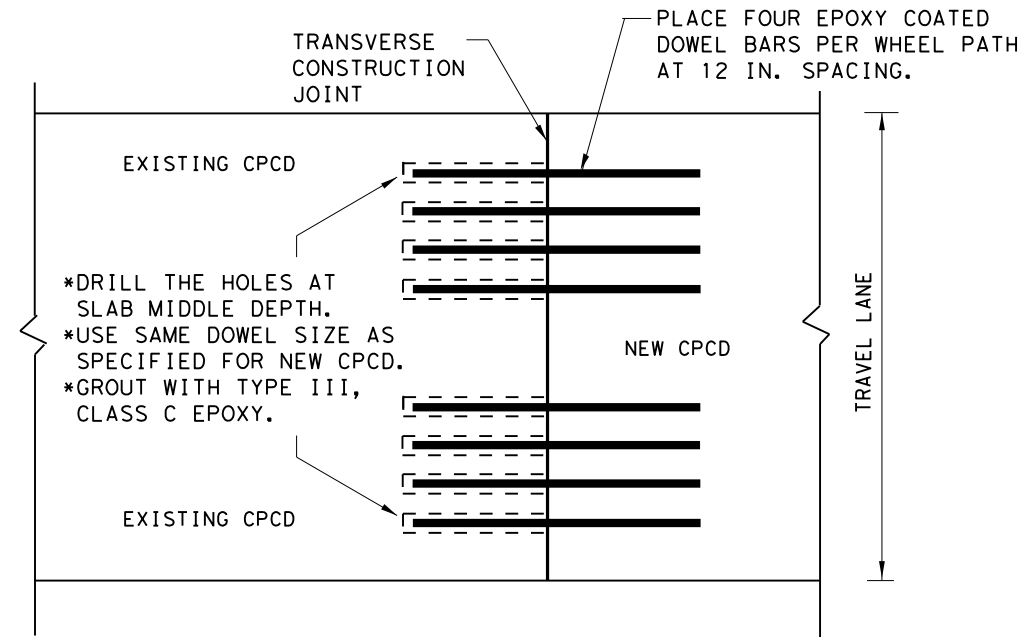 PLACE FOUR EPOXY COATED
DOWEL BARS PER WHEEL PATH
AT 12 IN. SPACING.
TRANSVERSE
CONSTRUCTION
JOINT
EXISTING CPCD
*DRILL THE HOLES AT
SLAB MIDDLE DEPTH.
*USE SAME DOWEL SIZE AS
SPECIFIED FOR NEW CPCD.
*GROUT WITH TYPE III,
CLASS C EPOXY.
NEW CPCD
TRAVEL LANE
EXISTING CPCD